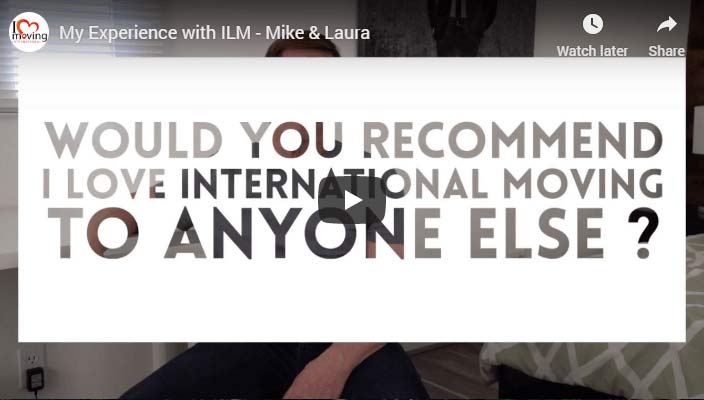 I
moving
My Experience with ILM - Mike & Laura
Watch later
Share
WOULD YOU RECOMMEND
I LOVE INTERNATIONAL MOVING
TO ANYONE ELSE ?